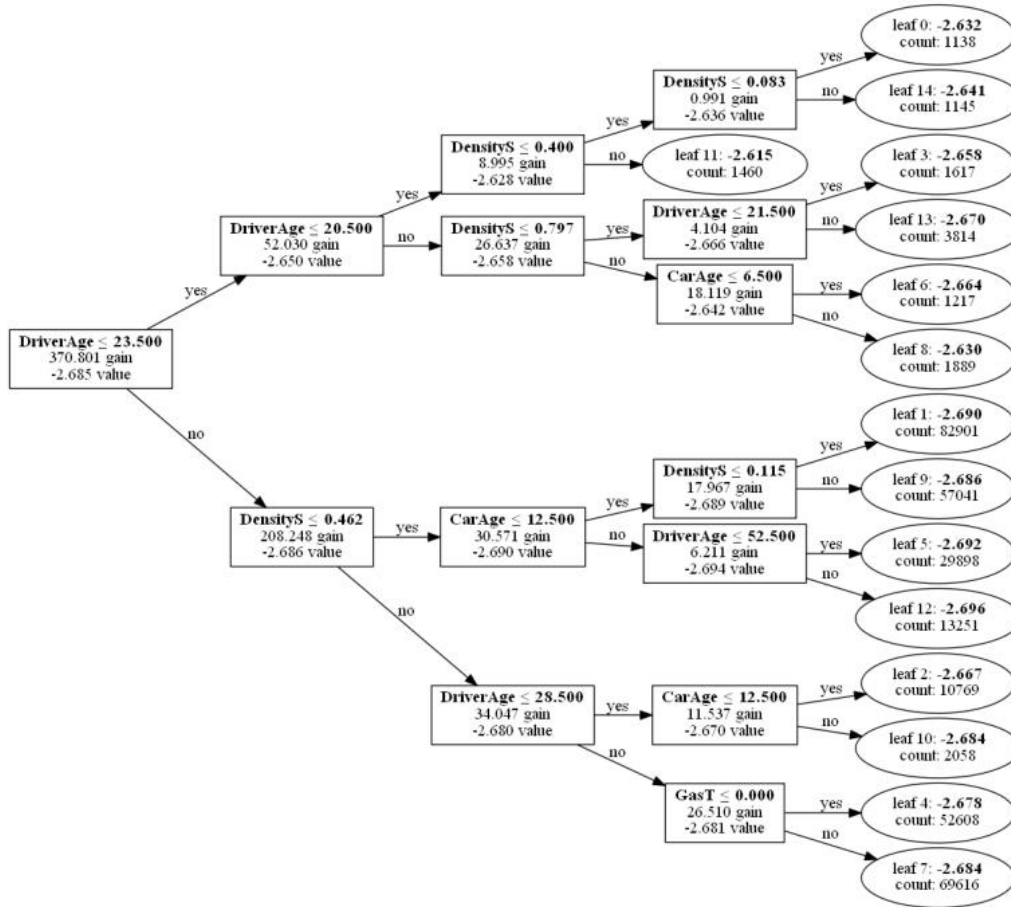 leaf 0: -2.632
count: 1138
yes
DensityS ≤ 0.083
0.991 gain
-2.636 value
no
leaf 14: -2.641
count: 1145
yes
DensityS ≤ 0.400
8.995 gain
-2.628 value
no
leaf 11: -2.615
count: 1460
leaf 3: -2.658
count: 1617
yes
yes
DriverAge ≤ 20.500
52.030 gain
-2.650 value
no
DensityS ≤ 0.797
26.637 gain
-2.658 value
yes
DriverAge ≤ 21.500
4.104 gain
-2.666 value
no
leaf 13: -2.670
count: 3814
no
CarAge ≤ 6.500
18.119 gain
-2.642 value
yes
leaf 6: -2.664
count: 1217
no
leaf 8: -2.630
count: 1889
yes
DriverAge ≤ 23.500
370.801 gain
-2.685 value
no
leaf 1: -2.690
count: 82901
yes
DensityS ≤ 0.115
17.967 gain
-2.689 value
no
leaf 9: -2.686
count: 57041
yes
DensityS ≤ 0.462
208.248 gain
-2.686 value
yes
CarAge ≤ 12.500
30.571 gain
-2.690 value
no
DriverAge ≤ 52.500
6.211 gain
-2.694 value
yes
leaf 5: -2.692
count: 29898
no
leaf 12: -2.696
count: 13251
no
leaf 2: -2.667
count: 10769
yes
DriverAge ≤ 28.500
34.047 gain
-2.680 value
yes
CarAge ≤ 12.500
11.537 gain
-2.670 value
no
leaf 10: -2.684
count: 2058
no
GasT ≤ 0.000
26.510 gain
-2.681 value
yes
leaf 4: -2.678
count: 52608
no
leaf 7: -2.684
count: 69616